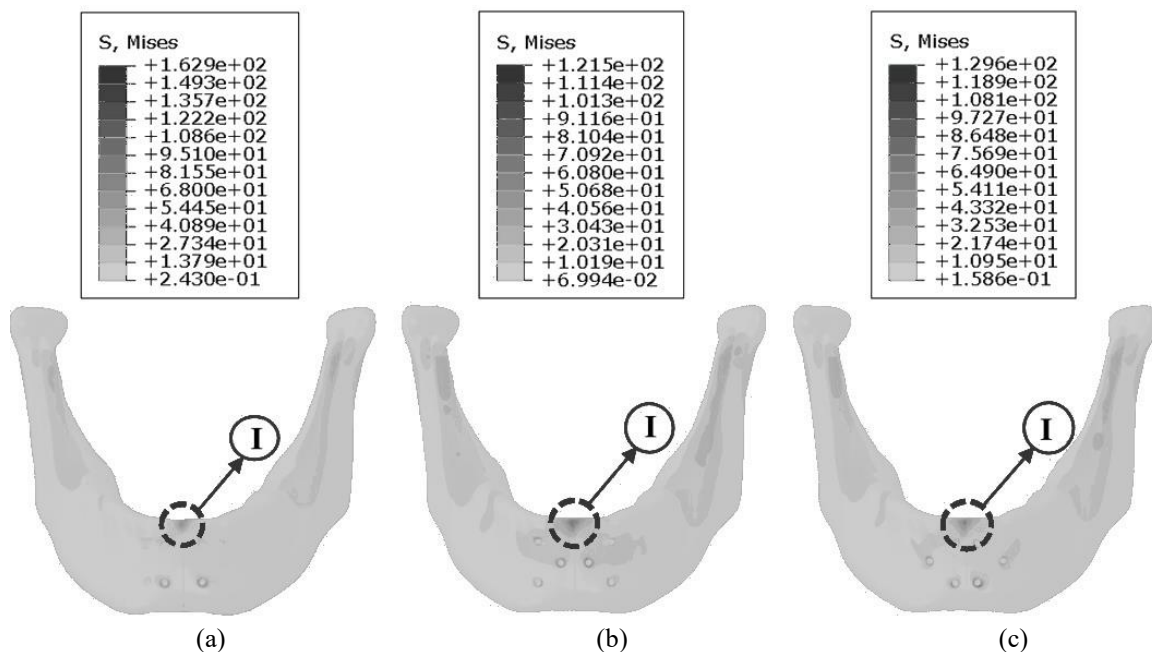 S, Mises
+1.629e+02
+1.493e+02
+1.357e+02
+1.222e+02
+1.086e+02
+9.510e+01
+8.155e+01
+6.800e+01
+5.445e+01
+4.089e+01
+2.734e+01
+1.379e+01
+2.430e-01
S, Mises
+1.215e+02
+1.114e+02
+1.013e+02
+9.116e+01
+8.104e+01
+7.092e+01
+6.080e+01
+5.068e+01
+4.056e+01
+3.043e+01
+2.031e+01
+1.019e+01
+6.994e-02
S, Mises
+1.296e+02
+1.189e+02
+1.081e+02
+9.727e+01
+8.648e+01
+7.569e+01
+6.490e+01
+5.411e+01
+4.332e+01
+3.253e+01
+2.174e+01
+1.095e+01
+1.586e-01
I
I
I
(a)
(b)
(c)